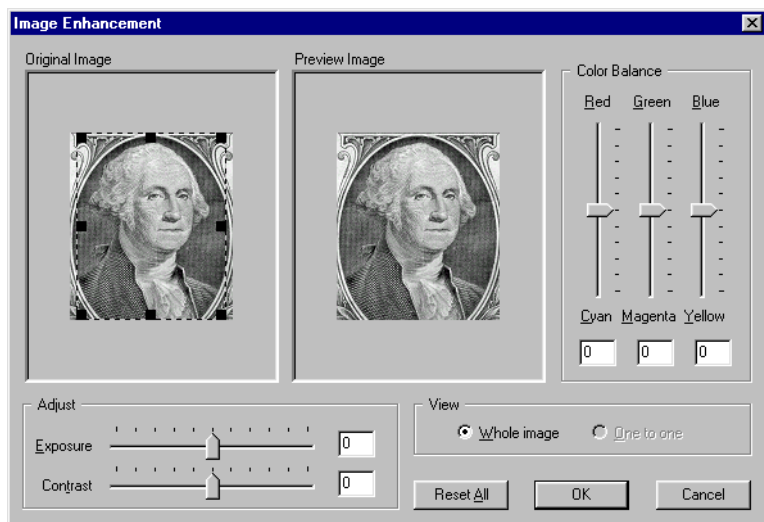 Image Enhancement
Original Image
Preview Image
Color Balance
Red Green Blue
Cyan Magenta Yellow
0 0 0
Adjust
Exposure 0
Contrast 0
View
Whole image One to one
Reset All OK Cancel